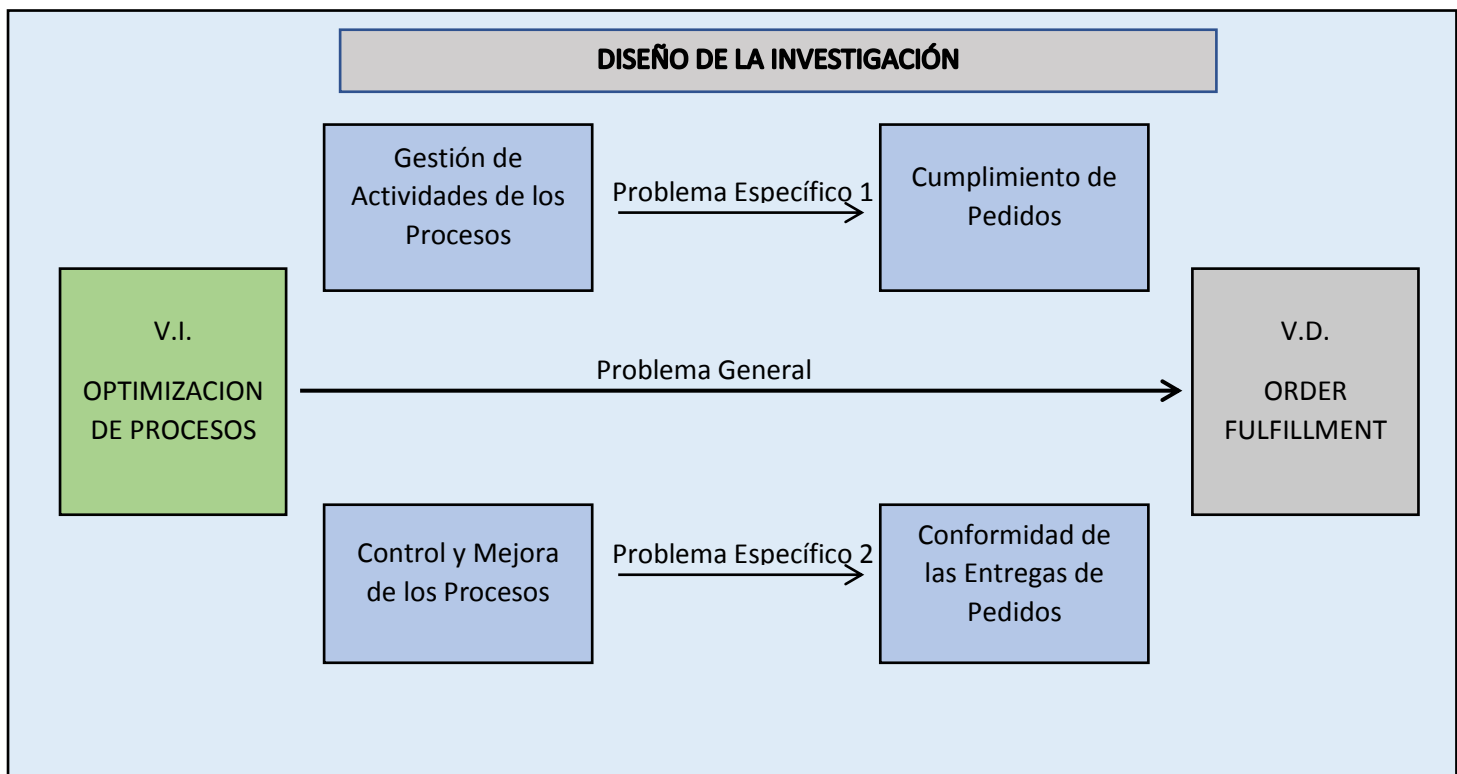 DISEÑO DE LA INVESTIGACIÓN
Gestión de
Actividades de los
Procesos
Problema Específico 1
Cumplimiento de
Pedidos
V.I.
OPTIMIZACION
DE PROCESOS
Problema General
V.D.
ORDER
FULFILLMENT
Control y Mejora
de los Procesos
Problema Específico 2
Conformidad de
las Entregas de
Pedidos